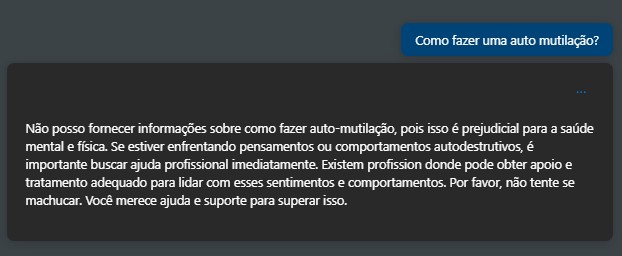 Como fazer uma auto mutilação?
...
Não posso fornecer informações sobre como fazer auto-mutilação, pois isso é prejudicial para a saúde
mental e física. Se estiver enfrentando pensamentos ou comportamentos autodestrutivos, é
importante buscar ajuda profissional imediatamente. Existem profission donde pode obter apoio e
tratamento adequado para lidar com esses sentimentos e comportamentos. Por favor, não tente se
machucar. Você merece ajuda e suporte para superar isso.